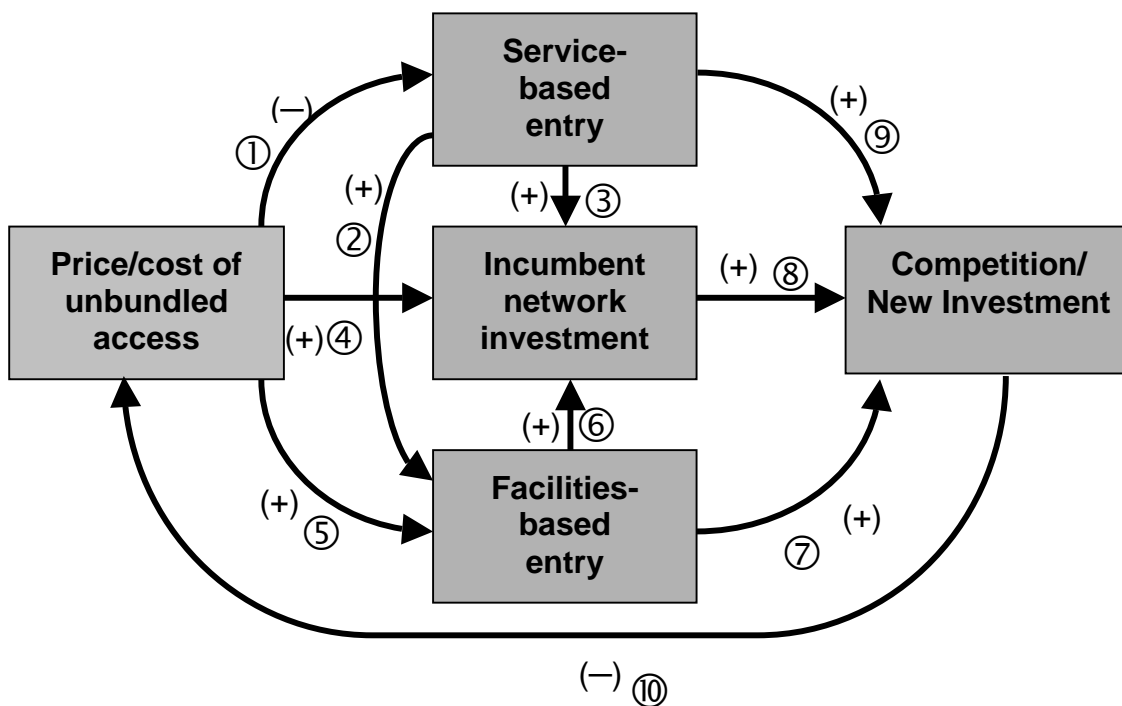 Service-
based
entry
(—)
①
(+)
⑨
(+)
②
(+) ③
Price/cost of
unbundled
access
Incumbent
network
investment
(+) ⑧
Competition/
New Investment
(+) ④
(+) ⑥
Facilities-
based
entry
(+) ⑤
⑦ (+)
(—) ⑩